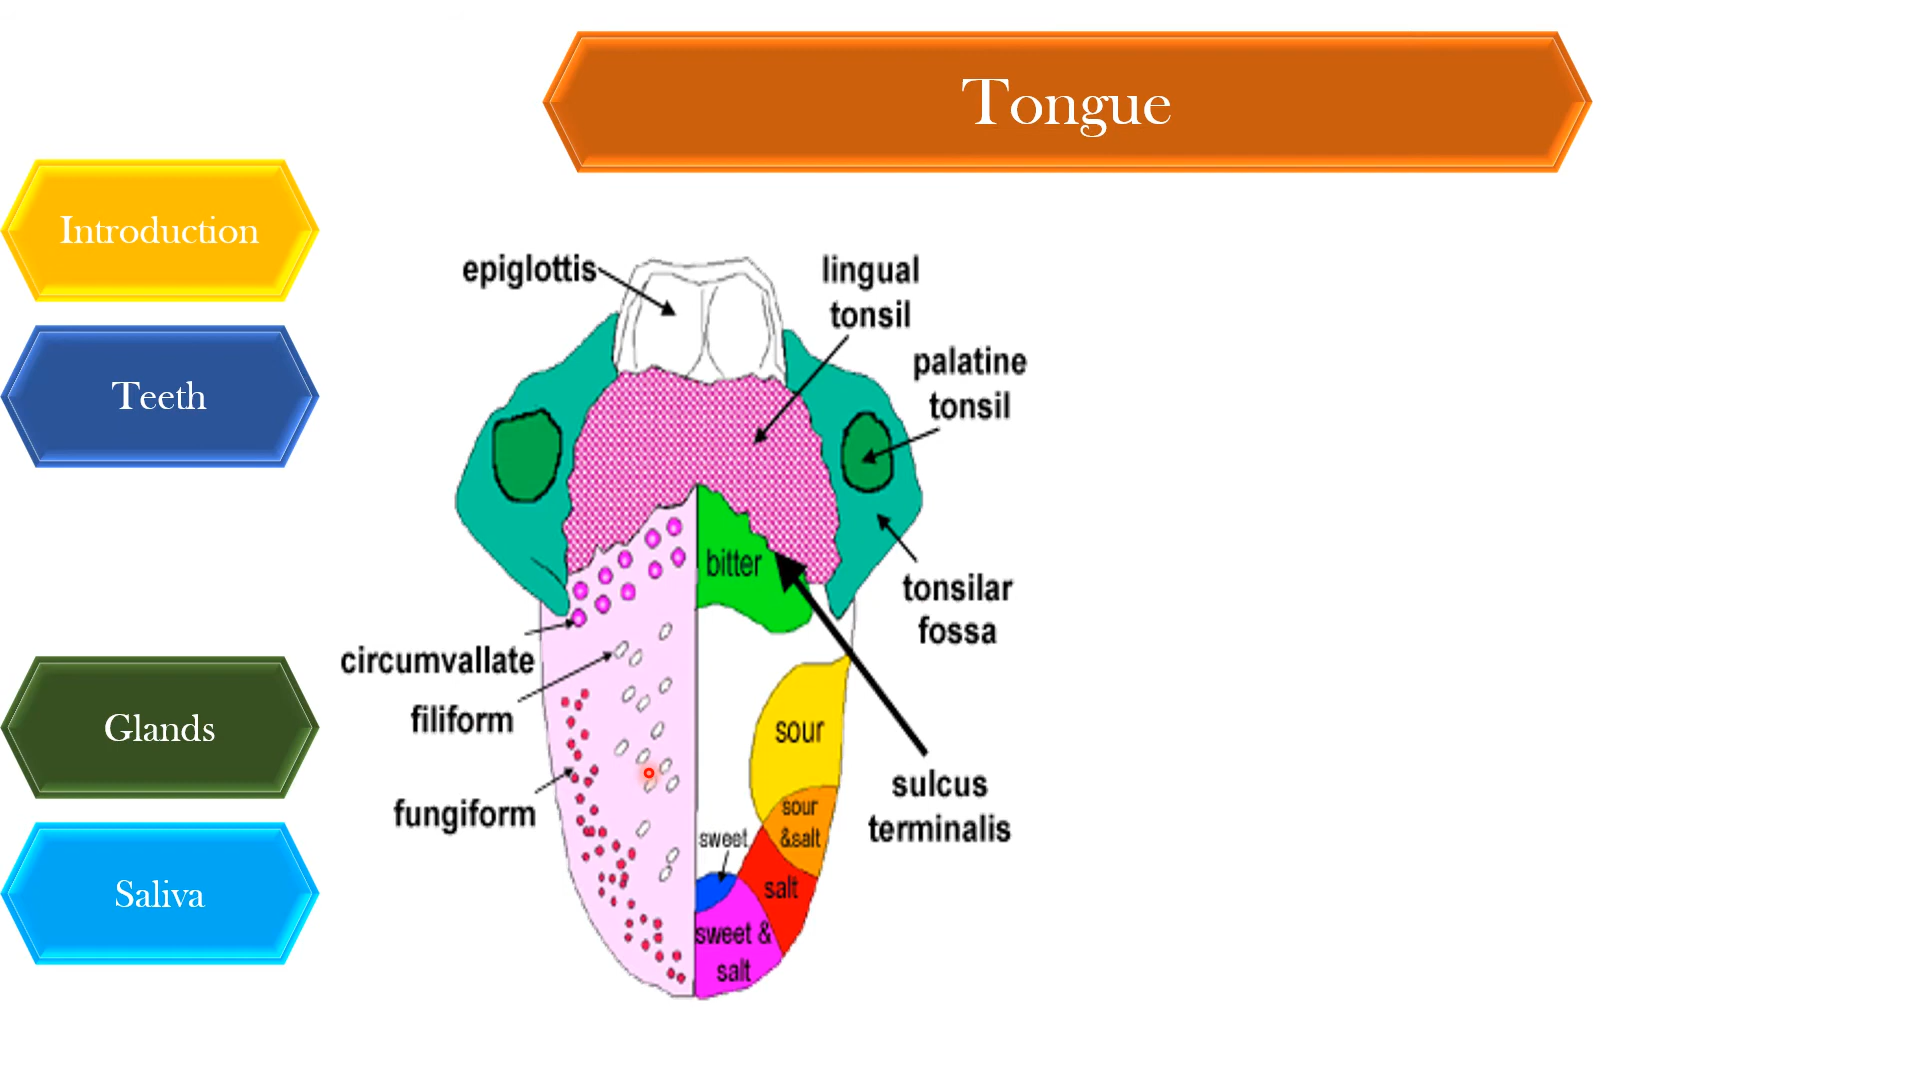 Tongue
Introduction
Teeth
Glands
Saliva
epiglottis
lingual
tonsil
palatine
tonsil
bitter
tonsilar
fossa
circumvallate
filiform
fungiform
sour
sour
&salt
sweet
salt
sweet &
salt
sulcus
terminalis